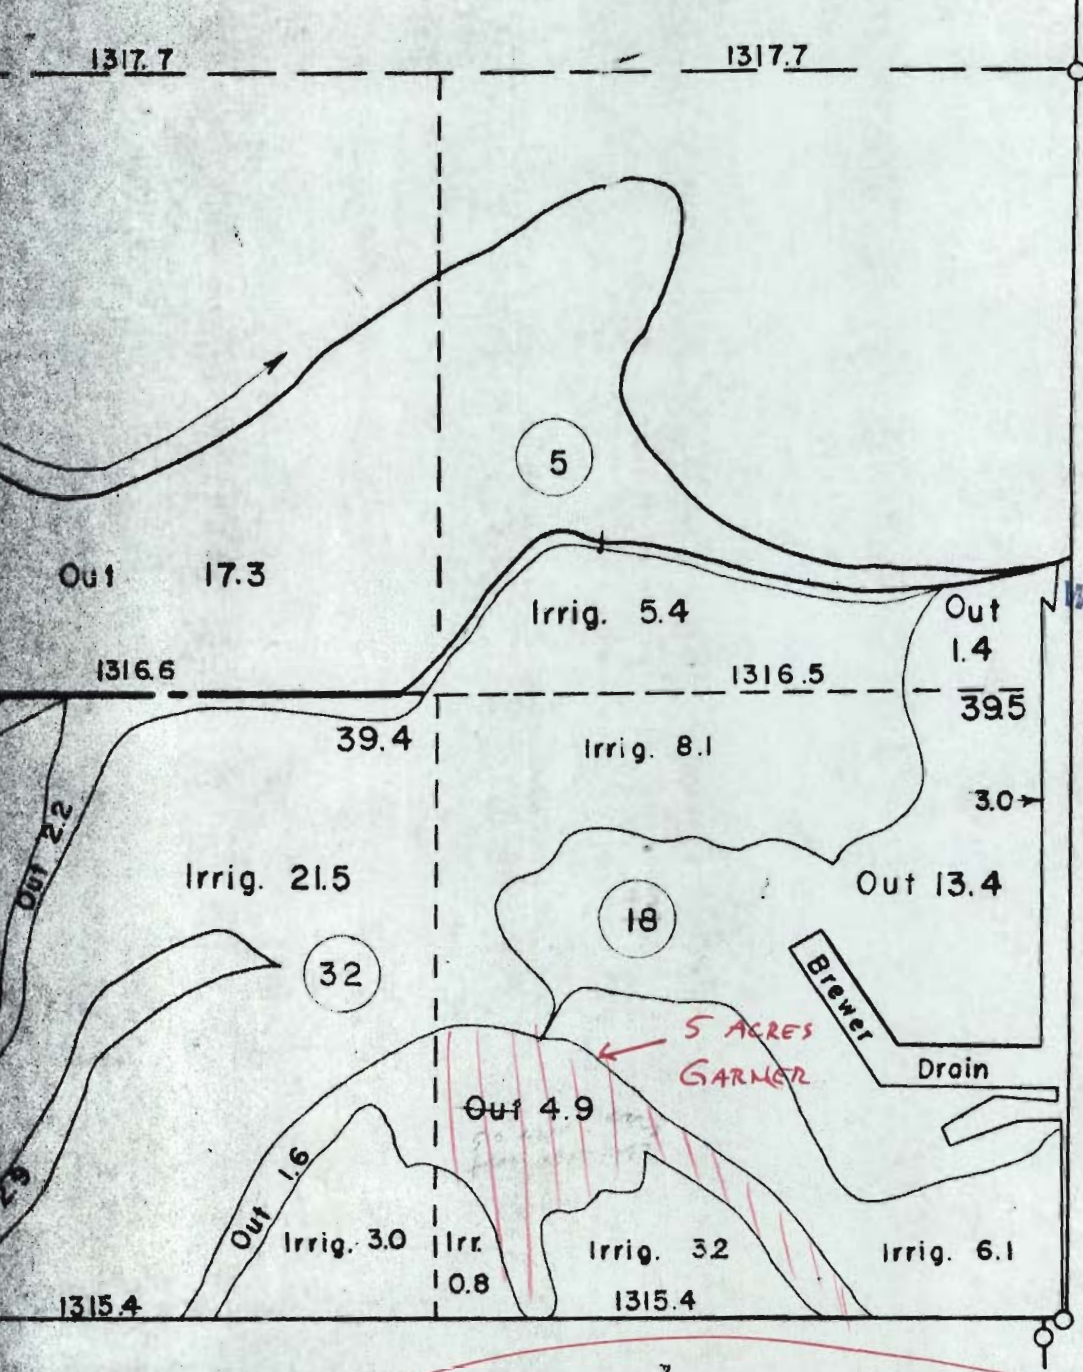 1317.7
1317.7
5
Out 17.3
Irrig. 5.4
Out
1.4
1316.6
1316.5
39.5
39.4
Irrig. 8.1
3.0
Out 2.2
Irrig. 21.5
Out 13.4
18
32
Brewer
Drain
5 ACRES
GARNER
Out 4.9
Out 1.6
Irrig. 3.0
Irr.
0.8
Irrig. 3.2
Irrig. 6.1
1315.4
1315.4